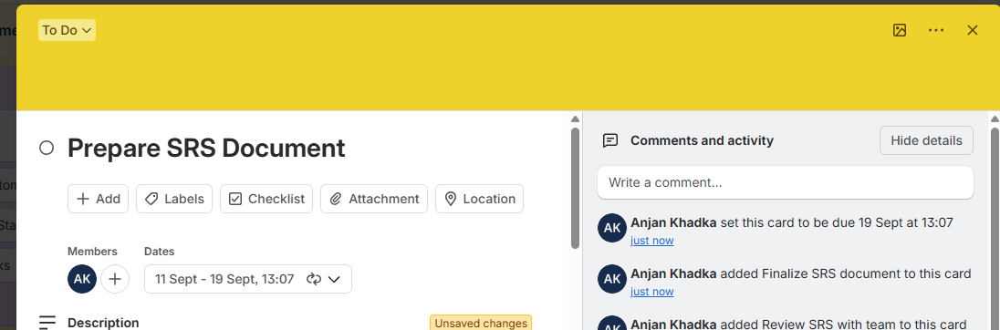 To Do
Prepare SRS Document
Add
Labels
Checklist
Attachment
Location
Members
Dates
AK
11 Sept - 19 Sept, 13:07
Description
Unsaved changes
Comments and activity
Hide details
Write a comment...
AK
Anjan Khadka set this card to be due 19 Sept at 13:07
just now
AK
Anjan Khadka added Finalize SRS document to this card
just now
AK
Anjan Khadka added Review SRS with team to this card